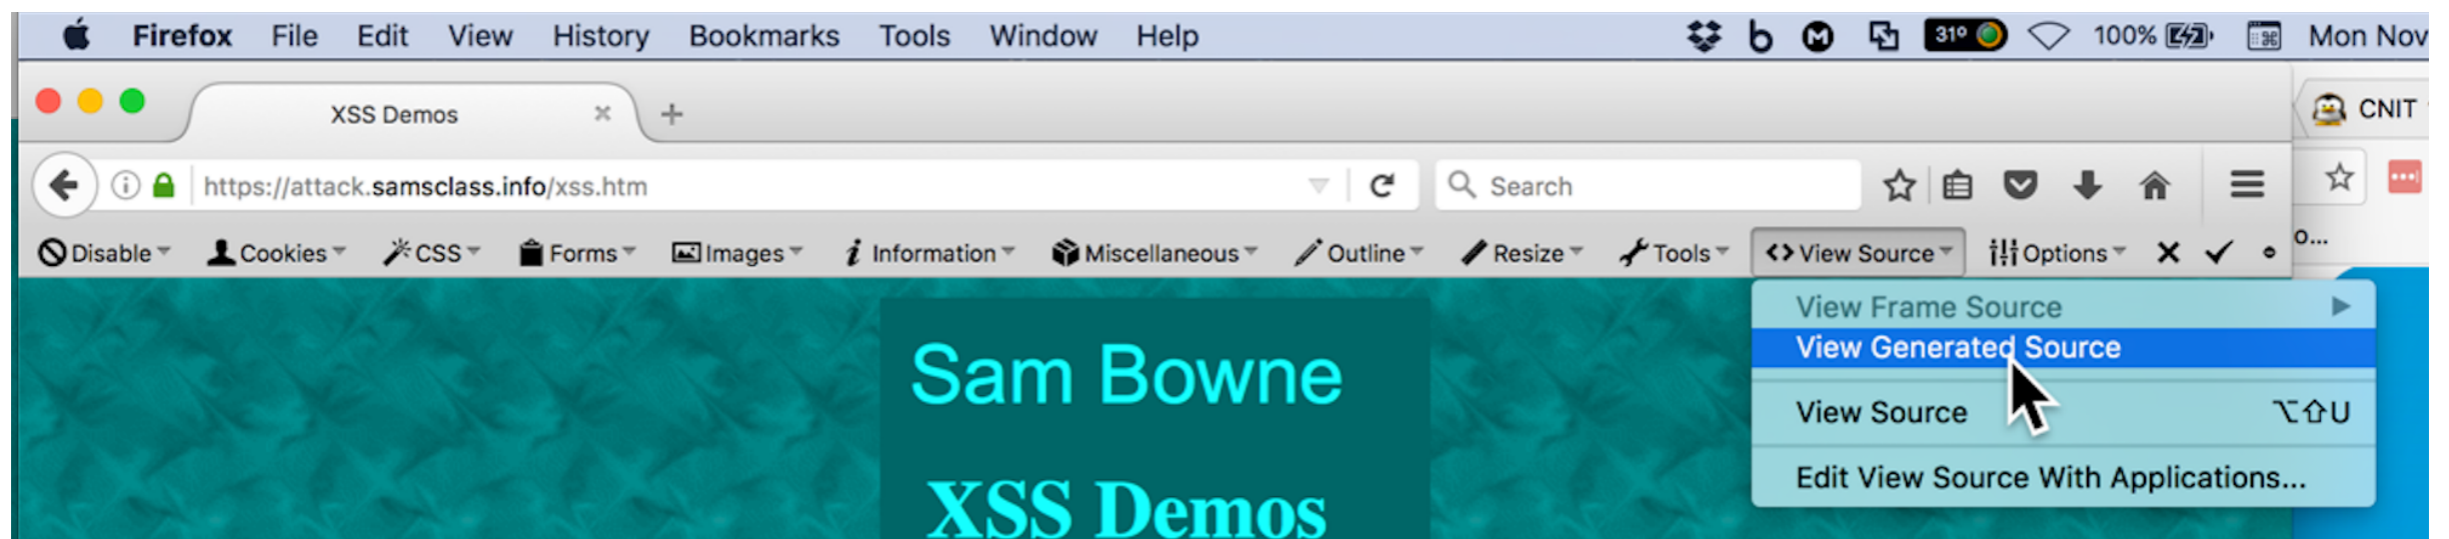 Firefox File Edit View History Bookmarks Tools Window Help 31° 100% Mon Nov
XSS Demos CNIT
https://attack.samsclass.info/xss.htm Search
Disable Cookies CSS Forms Images Information Miscellaneous Outline Resize Tools View Source Options o...
View Frame Source
View Generated Source
View Source ⌥⇧U
Edit View Source With Applications...
Sam Bowne
XSS Demos